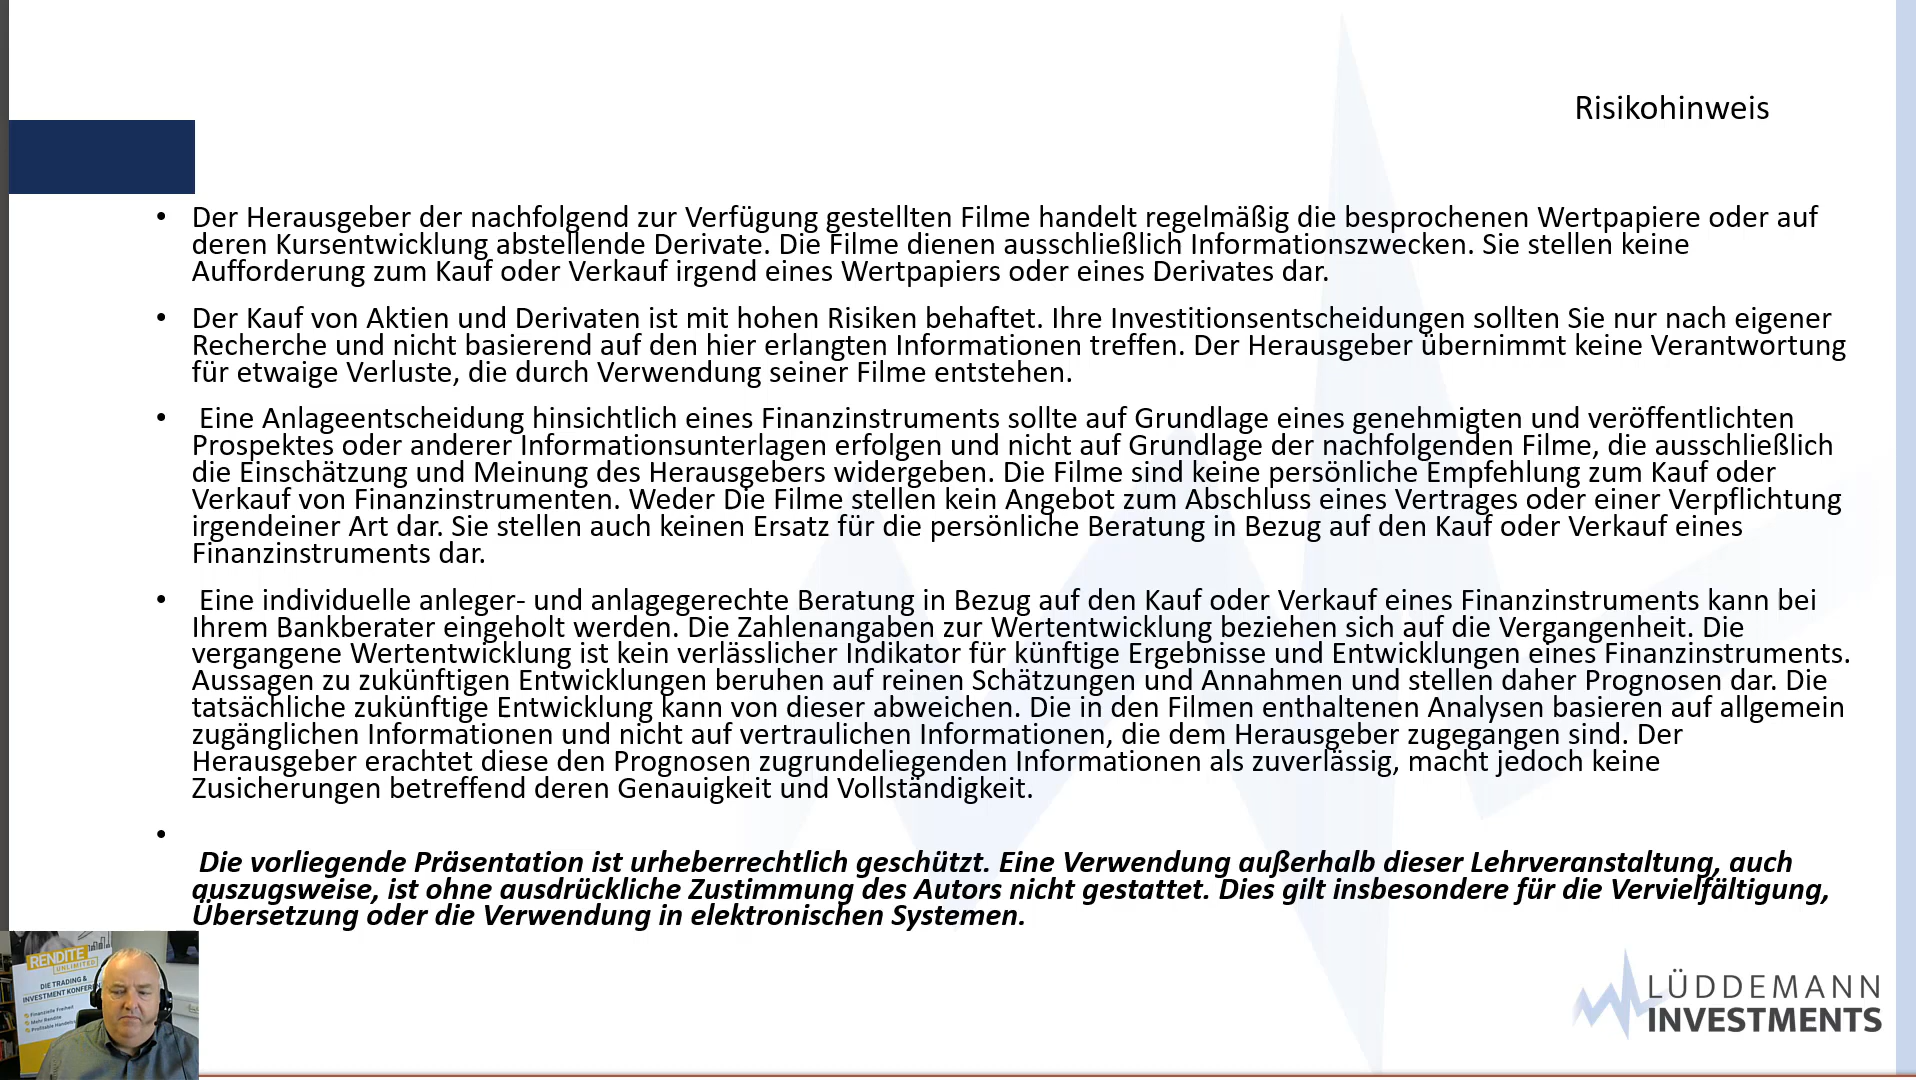 Risikohinweis
• Der Herausgeber der nachfolgend zur Verfügung gestellten Filme handelt regelmäßig die besprochenen Wertpapiere oder auf
deren Kursentwicklung abstellende Derivate. Die Filme dienen ausschließlich Informationszwecken. Sie stellen keine
Aufforderung zum Kauf oder Verkauf irgend eines Wertpapiers oder eines Derivates dar.
• Der Kauf von Aktien und Derivaten ist mit hohen Risiken behaftet. Ihre Investitionsentscheidungen sollten Sie nur nach eigener
Recherche und nicht basierend auf den hier erlangten Informationen treffen. Der Herausgeber übernimmt keine Verantwortung
für etwaige Verluste, die durch Verwendung seiner Filme entstehen.
• Eine Anlageentscheidung hinsichtlich eines Finanzinstruments sollte auf Grundlage eines genehmigten und veröffentlichten
Prospektes oder anderer Informationsunterlagen erfolgen und nicht auf Grundlage der nachfolgenden Filme, die ausschließlich
die Einschätzung und Meinung des Herausgebers widergeben. Die Filme sind keine persönliche Empfehlung zum Kauf oder
Verkauf von Finanzinstrumenten. Weder Die Filme stellen kein Angebot zum Abschluss eines Vertrages oder einer Verpflichtung
irgendeiner Art dar. Sie stellen auch keinen Ersatz für die persönliche Beratung in Bezug auf den Kauf oder Verkauf eines
Finanzinstruments dar.
• Eine individuelle anleger- und anlagegerechte Beratung in Bezug auf den Kauf oder Verkauf eines Finanzinstruments kann bei
Ihrem Bankberater eingeholt werden. Die Zahlenangaben zur Wertentwicklung beziehen sich auf die Vergangenheit. Die
vergangene Wertentwicklung ist kein verlässlicher Indikator für künftige Ergebnisse und Entwicklungen eines Finanzinstruments.
Aussagen zu zukünftigen Entwicklungen beruhen auf reinen Schätzungen und Annahmen und stellen daher Prognosen dar. Die
tatsächliche zukünftige Entwicklung kann von dieser abweichen. Die in den Filmen enthaltenen Analysen basieren auf allgemein
zugänglichen Informationen und nicht auf vertraulichen Informationen, die dem Herausgeber zugegangen sind. Der
Herausgeber erachtet diese den Prognosen zugrundeliegenden Informationen als zuverlässig, macht jedoch keine
Zusicherungen betreffend deren Genauigkeit und Vollständigkeit.
•
Die vorliegende Präsentation ist urheberrechtlich geschützt. Eine Verwendung außerhalb dieser Lehrveranstaltung, auch
auszugsweise, ist ohne ausdrückliche Zustimmung des Autors nicht gestattet. Dies gilt insbesondere für die Vervielfältigung,
Übersetzung oder die Verwendung in elektronischen Systemen.
RENDITE
UNLIMITED
DIE TRADING &
INVESTMENT
Finanzielle Freiheit
Mehr Rendite
Profitable
LÜDDEMANN
INVESTMENTS